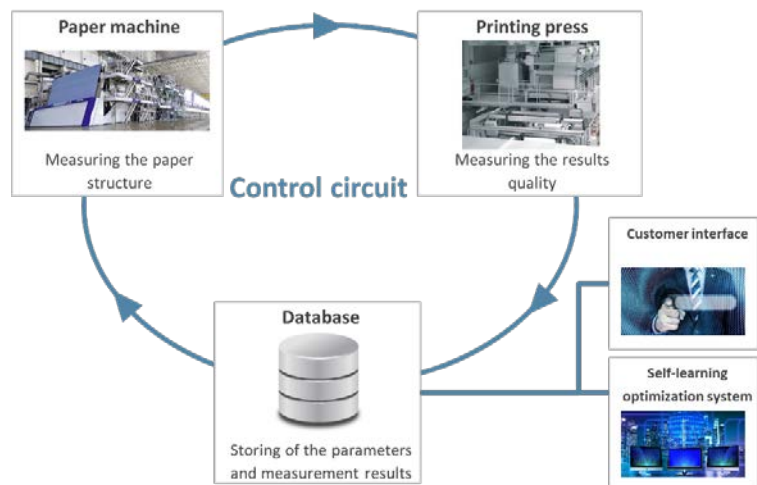 Paper machine
Measuring the paper
structure
Printing press
Measuring the results
quality
Control circuit
Customer interface
Database
Storing of the parameters
and measurement results
Self-learning
optimization system